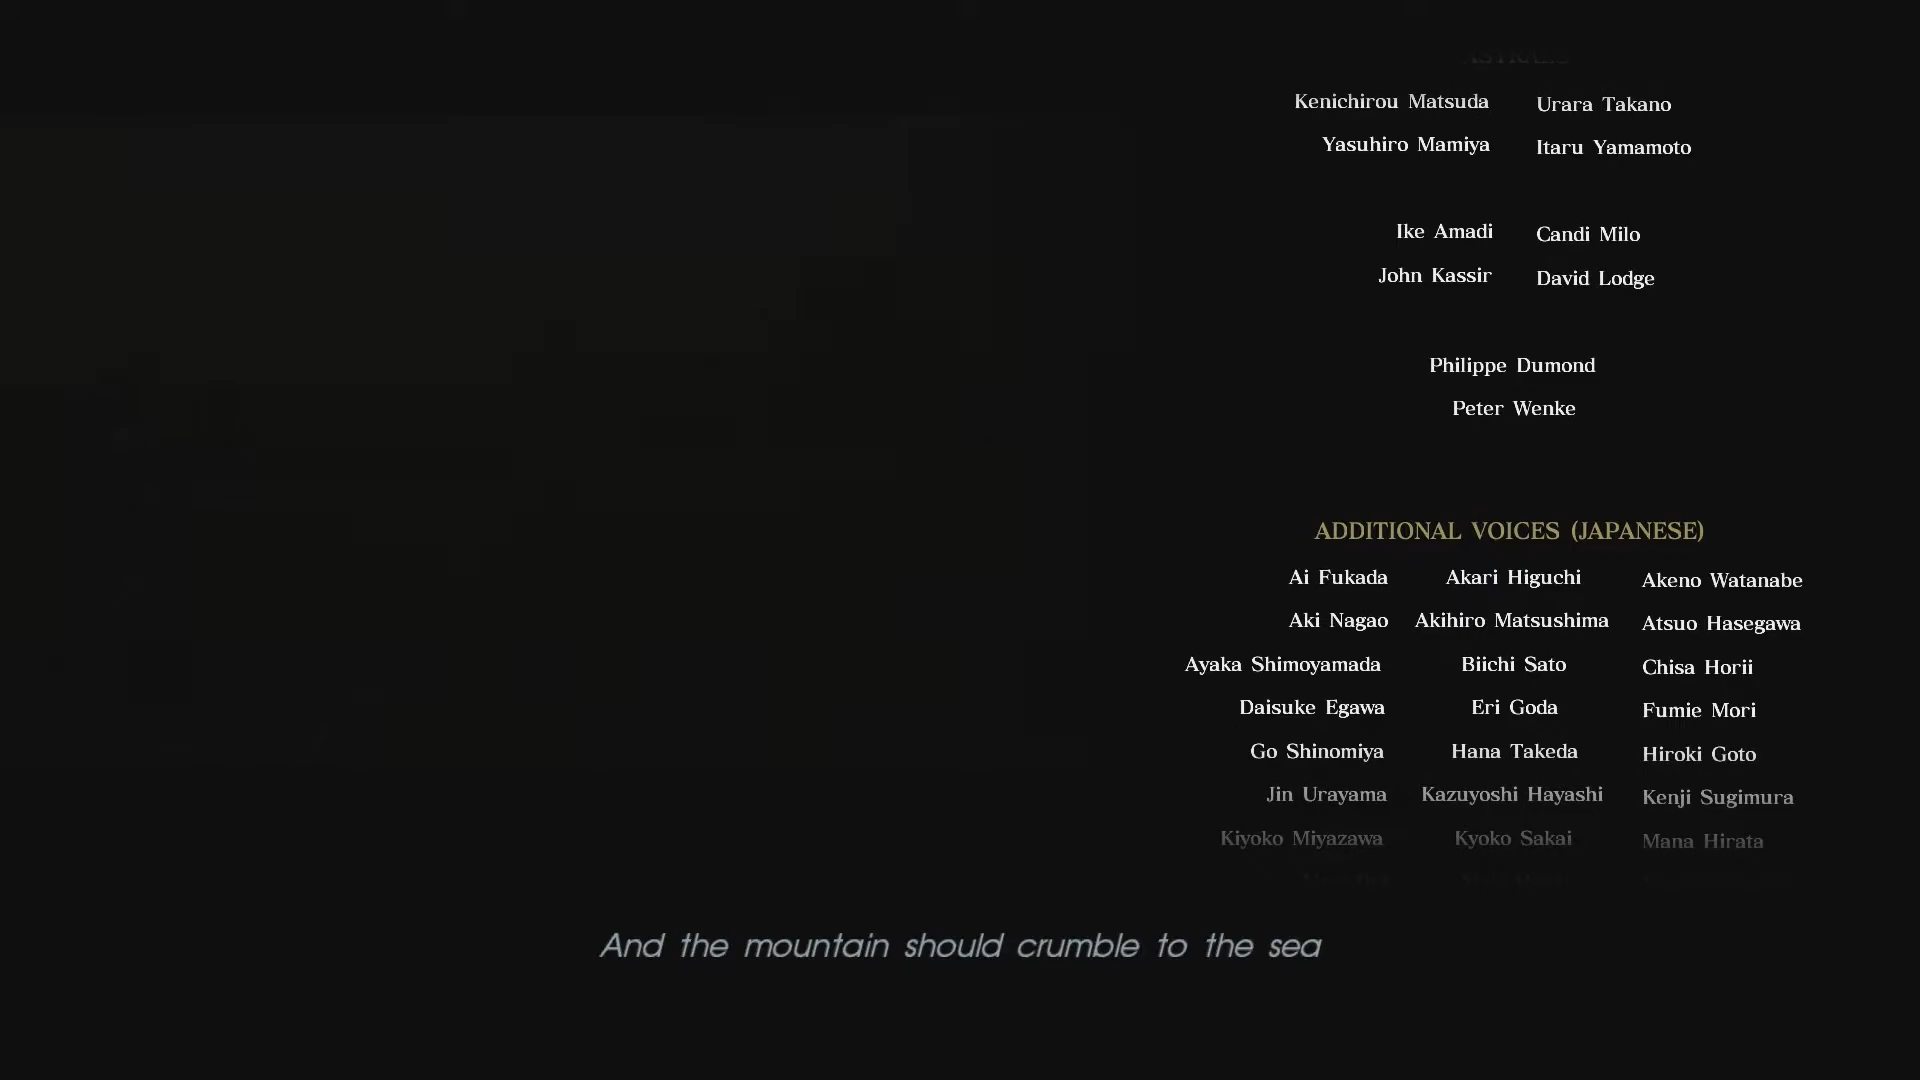 ASTRALS
Kenichirou Matsuda Urara Takano
Yasuhiro Mamiya Itaru Yamamoto
Ike Amadi Candi Milo
John Kassir David Lodge
Philippe Dumond
Peter Wenke
ADDITIONAL VOICES (JAPANESE)
Ai Fukada Akari Higuchi Akeno Watanabe
Aki Nagao Akihiro Matsushima Atsuo Hasegawa
Ayaka Shimoyamada Biichi Sato Chisa Horii
Daisuke Egawa Eri Goda Fumie Mori
Go Shinomiya Hana Takeda Hiroki Goto
Jin Urayama Kazuyoshi Hayashi Kenji Sugimura
Kiyoko Miyazawa Kyoko Sakai Mana Hirata
And the mountain should crumble to the sea